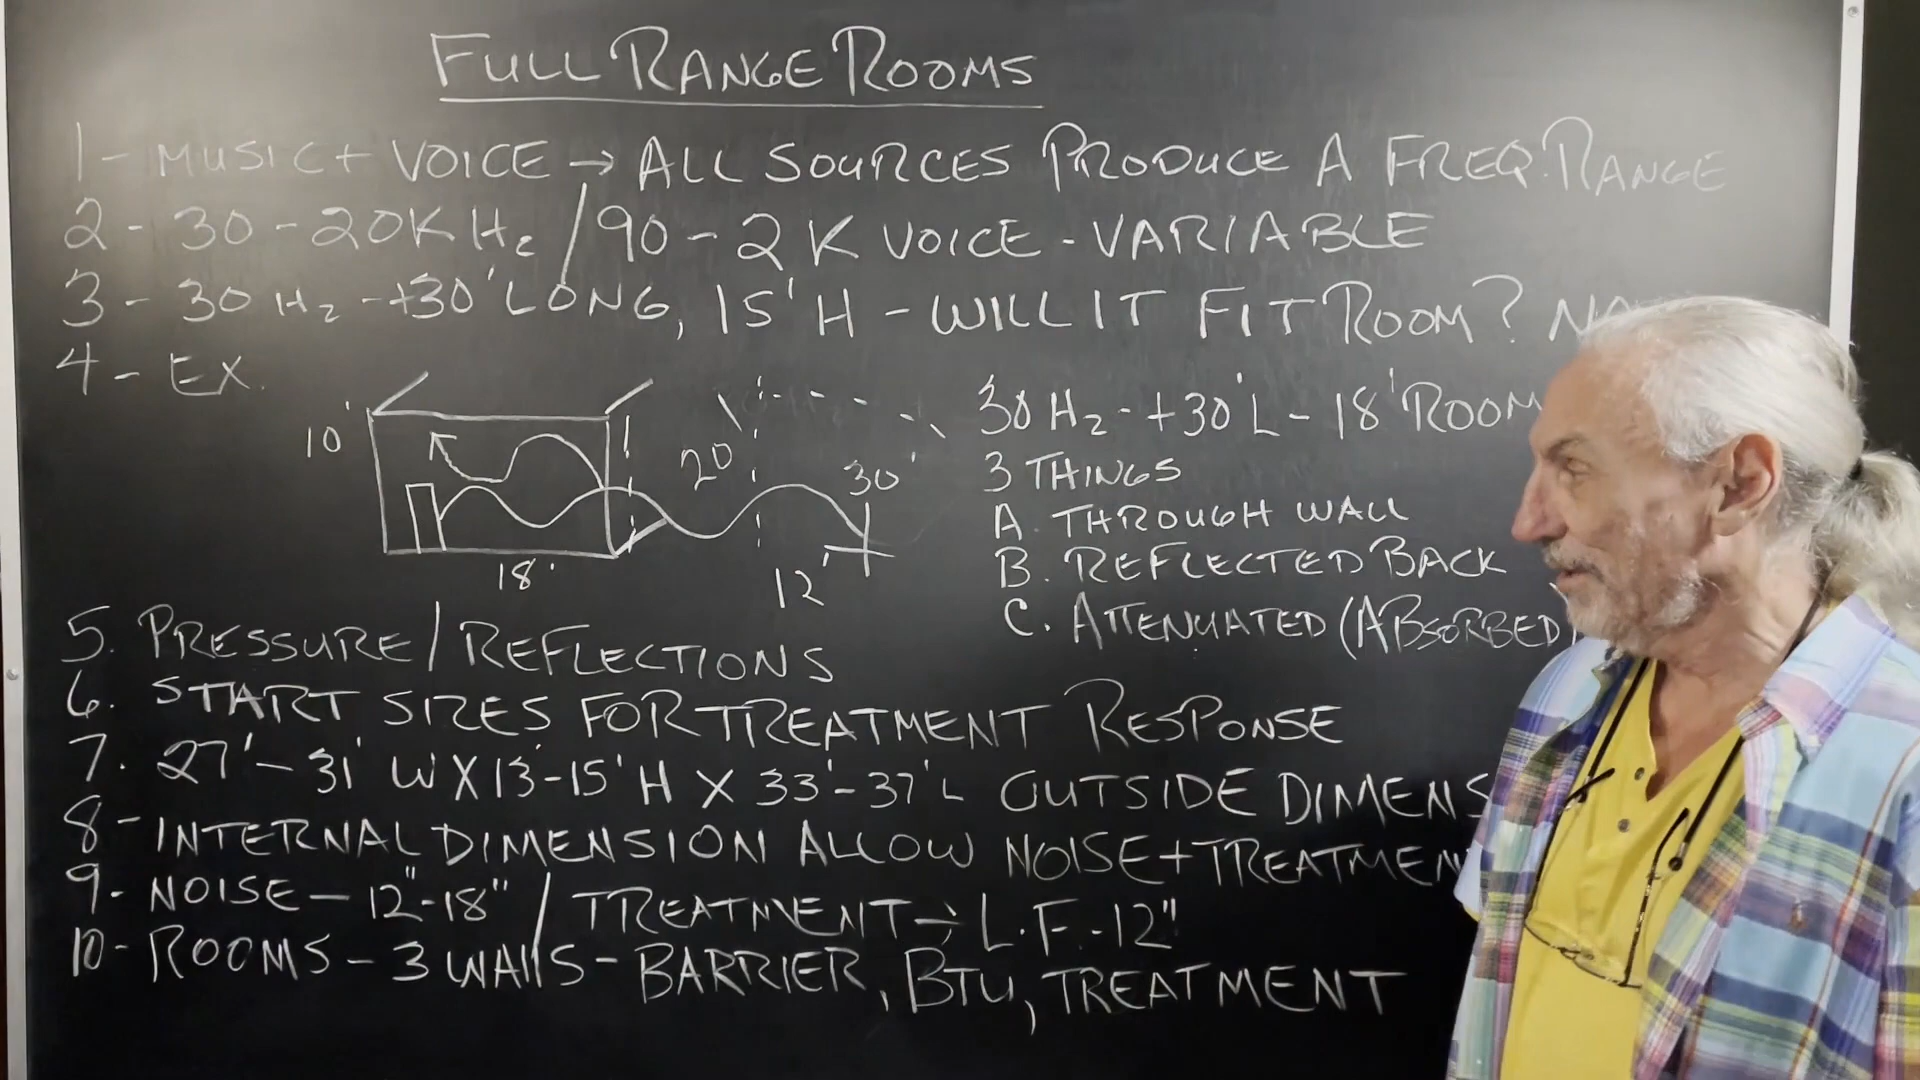 FULL RANGE ROOMS
1 - MUSIC + VOICE → ALL SOURCES PRODUCE A FREQ. RANGE
2 - 30 - 20K Hz / 90 - 2K VOICE - VARIABLE
3 - 30 Hz - +30' LONG, 15' H - WILL IT FIT ROOM? NO
4 - EX.
10'
18'
20'
30'
12'
30 Hz - +30' L - 18' ROOM
3 THINGS
A. THROUGH WALL
B. REFLECTED BACK
C. ATTENUATED (ABSORBED)
5. PRESSURE / REFLECTIONS
6. START SIZES FOR TREATMENT RESPONSE
7. 27' - 31' W X 13' - 15' H X 33' - 37' L OUTSIDE DIMENS
8 - INTERNAL DIMENSION ALLOW NOISE + TREATMEN
9 - NOISE - 12" - 18" / TREATMENT → L.F. - 12"
10 - ROOMS - 3 WALLS - BARRIER, BTU, TREATMENT